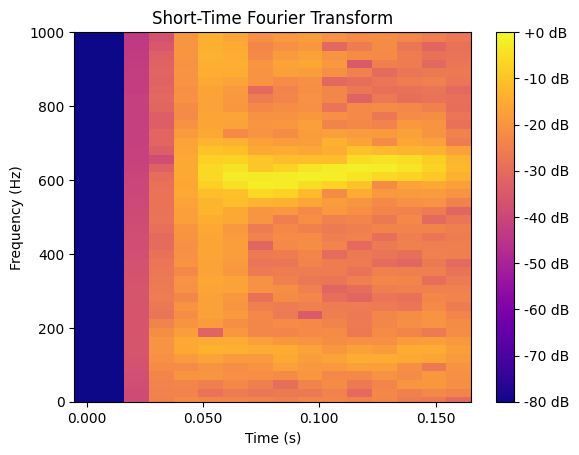 Short-Time Fourier Transform
1000
800
600
400
200
0
Frequency (Hz)
0.000
0.050
0.100
0.150
Time (s)
+0 dB
-10 dB
-20 dB
-30 dB
-40 dB
-50 dB
-60 dB
-70 dB
-80 dB